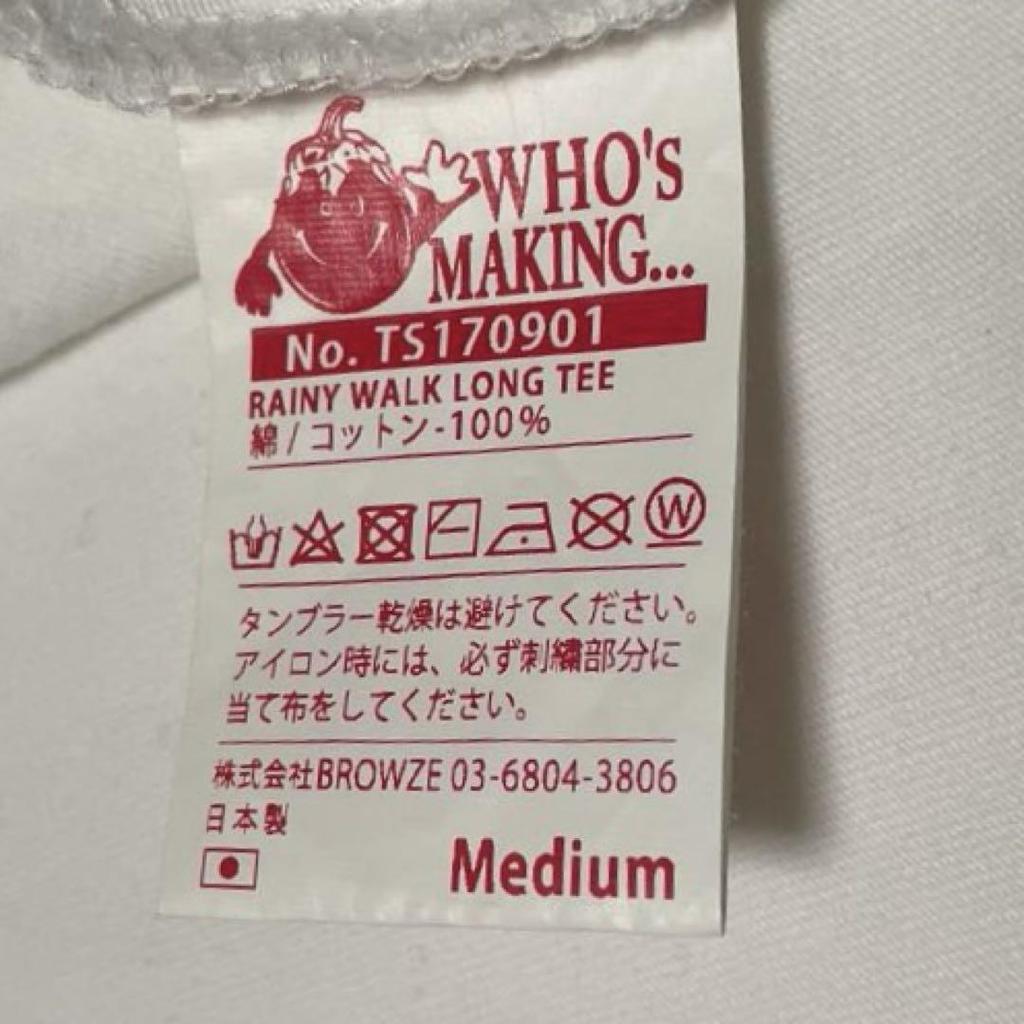 WHO'S
MAKING...
No. TS170901
RAINY WALK LONG TEE
綿 / コットン-100%
W
タンブラー乾燥は避けてください。
アイロン時には、必ず刺繍部分に
当て布をしてください。
株式会社BROWZE 03-6804-3806
日本製
Medium